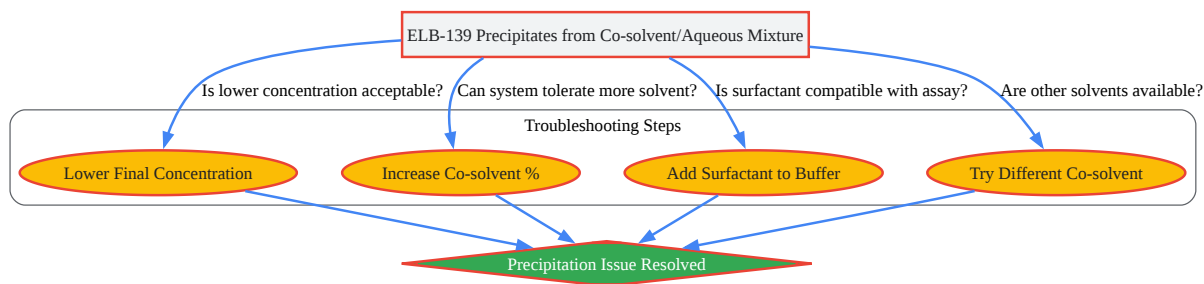 ELB-139 Precipitates from Co-solvent/Aqueous Mixture
Is lower concentration acceptable?
Can system tolerate more solvent?
Is surfactant compatible with assay?
Are other solvents available?
Troubleshooting Steps
Lower Final Concentration
Increase Co-solvent %
Add Surfactant to Buffer
Try Different Co-solvent
Precipitation Issue Resolved